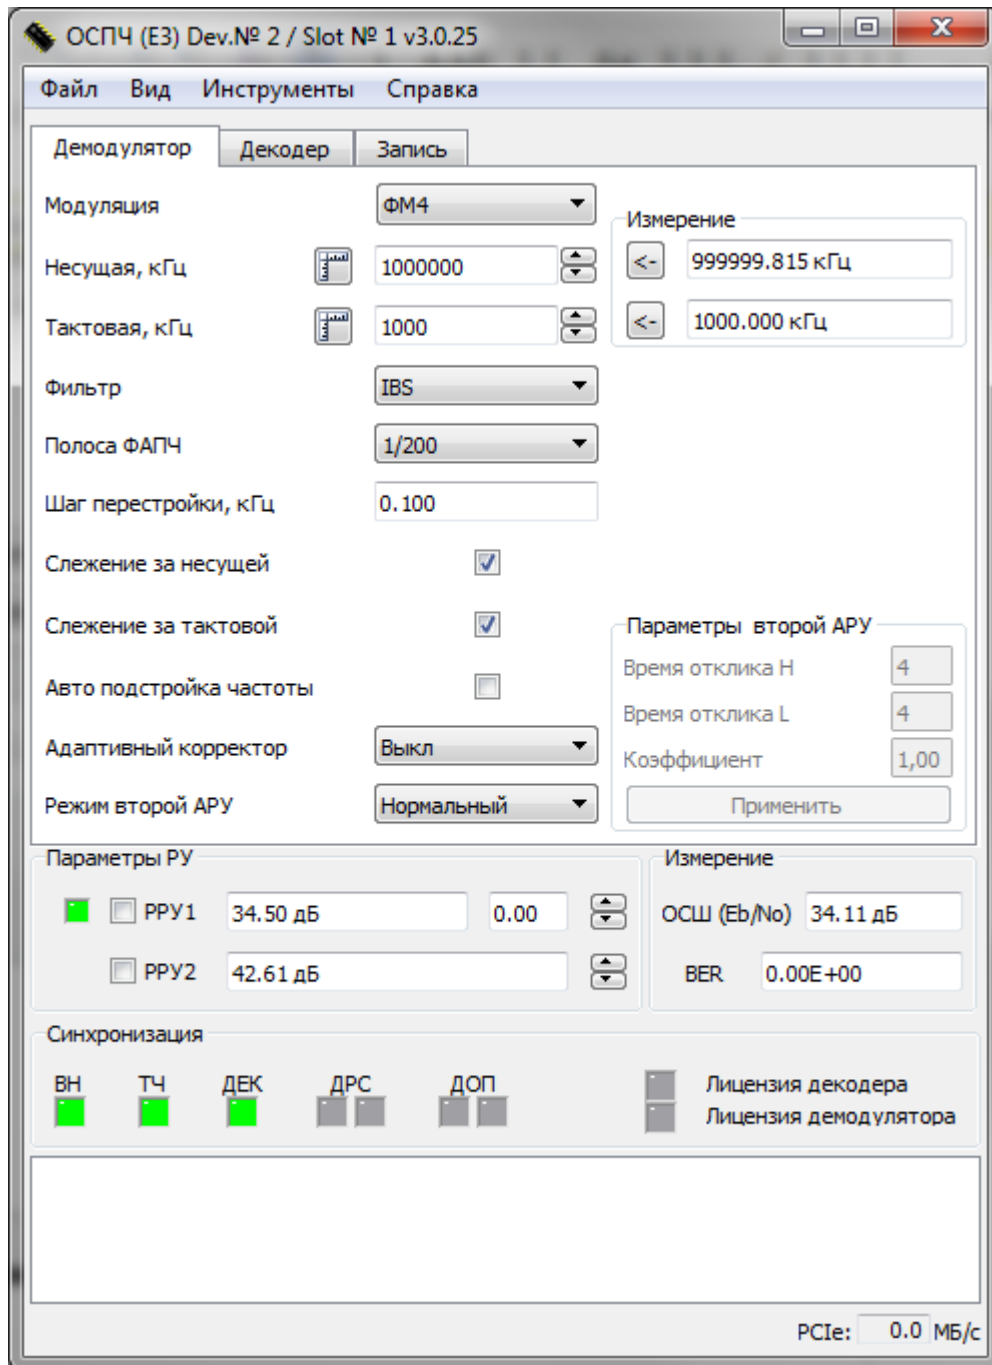 ОСПЧ (E3) Dev.№ 2 / Slot № 1 v3.0.25
Файл Вид Инструменты Справка
Демодулятор Декодер Запись
Модуляция ФМ4
Измерение
Несущая, кГц 1000000 <- 999999.815 кГц
Тактовая, кГц 1000 <- 1000.000 кГц
Фильтр IBS
Полоса ФАПЧ 1/200
Шаг перестройки, кГц 0.100
Слежение за несущей
Слежение за тактовой
Авто подстройка частоты
Адаптивный корректор Выкл
Режим второй АРУ Нормальный
Параметры второй АРУ
Время отклика H 4
Время отклика L 4
Коэффициент 1,00
Применить
Параметры РУ
РРУ1 34.50 дБ 0.00
РРУ2 42.61 дБ
Измерение
ОСШ (Eb/No) 34.11 дБ
BER 0.00E+00
Синхронизация
ВН ТЧ ДЕК ДРС ДОП
Лицензия декодера
Лицензия демодулятора
PCIe: 0.0 МБ/с